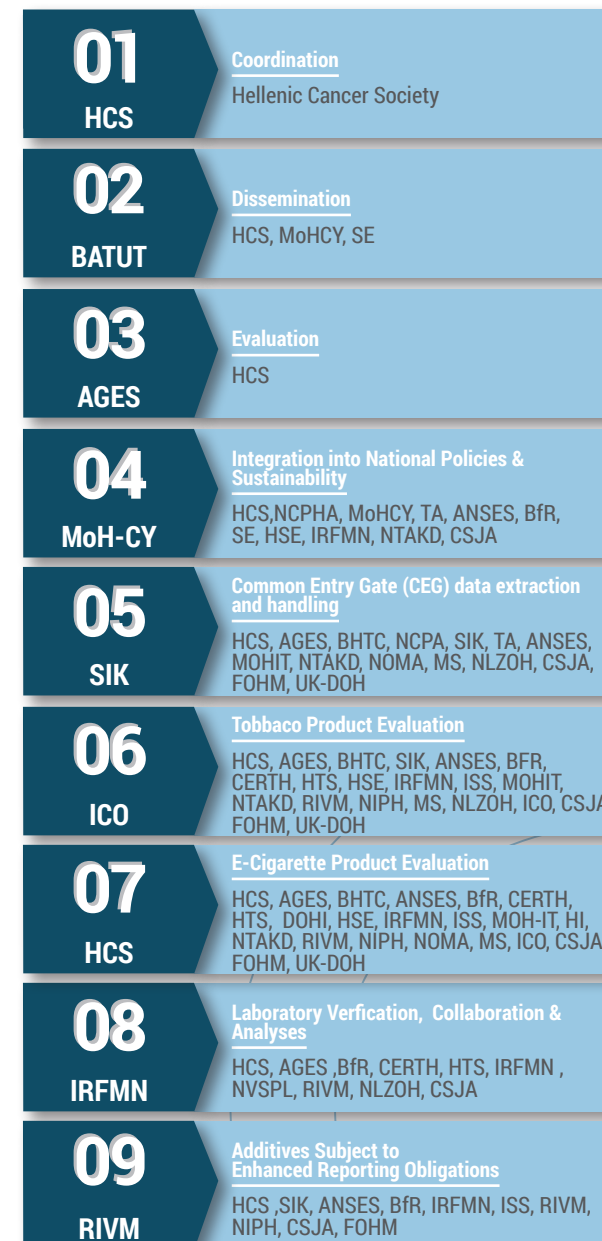 01
HCS
Coordination
Hellenic Cancer Society
02
BATUT
Dissemination
HCS, MoHCY, SE
03
AGES
Evaluation
HCS
04
MoH-CY
Integration into National Policies &
Sustainability
HCS,NCPHA, MoHCY, TA, ANSES, BfR,
SE, HSE, IRFMN, NTAKD, CSJA
05
SIK
Common Entry Gate (CEG) data extraction
and handling
HCS, AGES, BHTC, NCPA, SIK, TA, ANSES,
MOHIT, NTAKD, NOMA, MS, NLZOH, CSJA,
FOHM, UK-DOH
06
ICO
Tobbaco Product Evaluation
HCS, AGES, BHTC, SIK, ANSES, BFR,
CERTH, HTS, HSE, IRFMN, ISS, MOHIT,
NTAKD, RIVM, NIPH, MS, NLZOH, ICO, CSJA
FOHM, UK-DOH
07
HCS
E-Cigarette Product Evaluation
HCS, AGES, BHTC, ANSES, BfR, CERTH,
HTS, DOHI, HSE, IRFMN, ISS, MOH-IT, HI,
NTAKD, RIVM, NIPH, NOMA, MS, ICO, CSJA
FOHM, UK-DOH
08
IRFMN
Laboratory Verfication, Collaboration &
Analyses
HCS, AGES ,BfR, CERTH, HTS, IRFMN ,
NVSPL, RIVM, NLZOH, CSJA
09
RIVM
Additives Subject to
Enhanced Reporting Obligations
HCS ,SIK, ANSES, BfR, IRFMN, ISS, RIVM,
NIPH, CSJA, FOHM